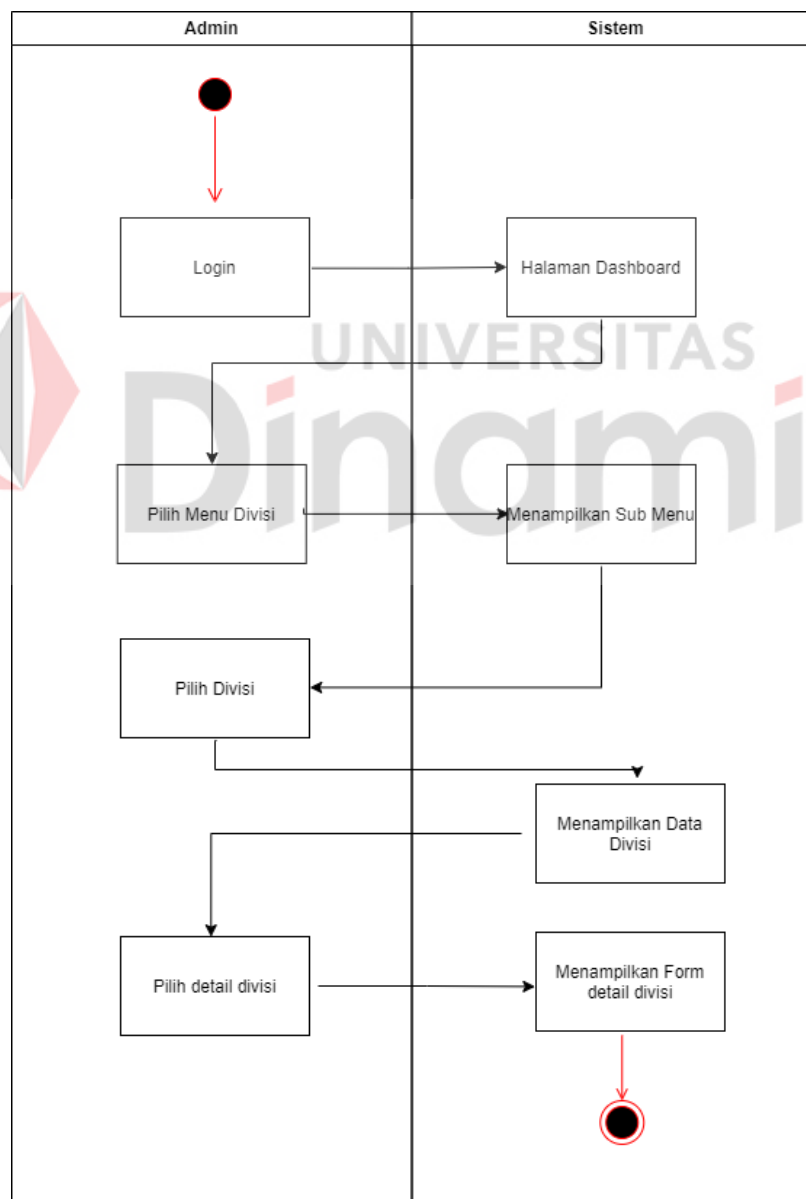 Admin
Sistem
Login
Halaman Dashboard
UNIVERSITAS
Dinami
Pilih Menu Divisi
Menampilkan Sub Menu
Pilih Divisi
Menampilkan Data
Divisi
Pilih detail divisi
Menampilkan Form
detail divisi